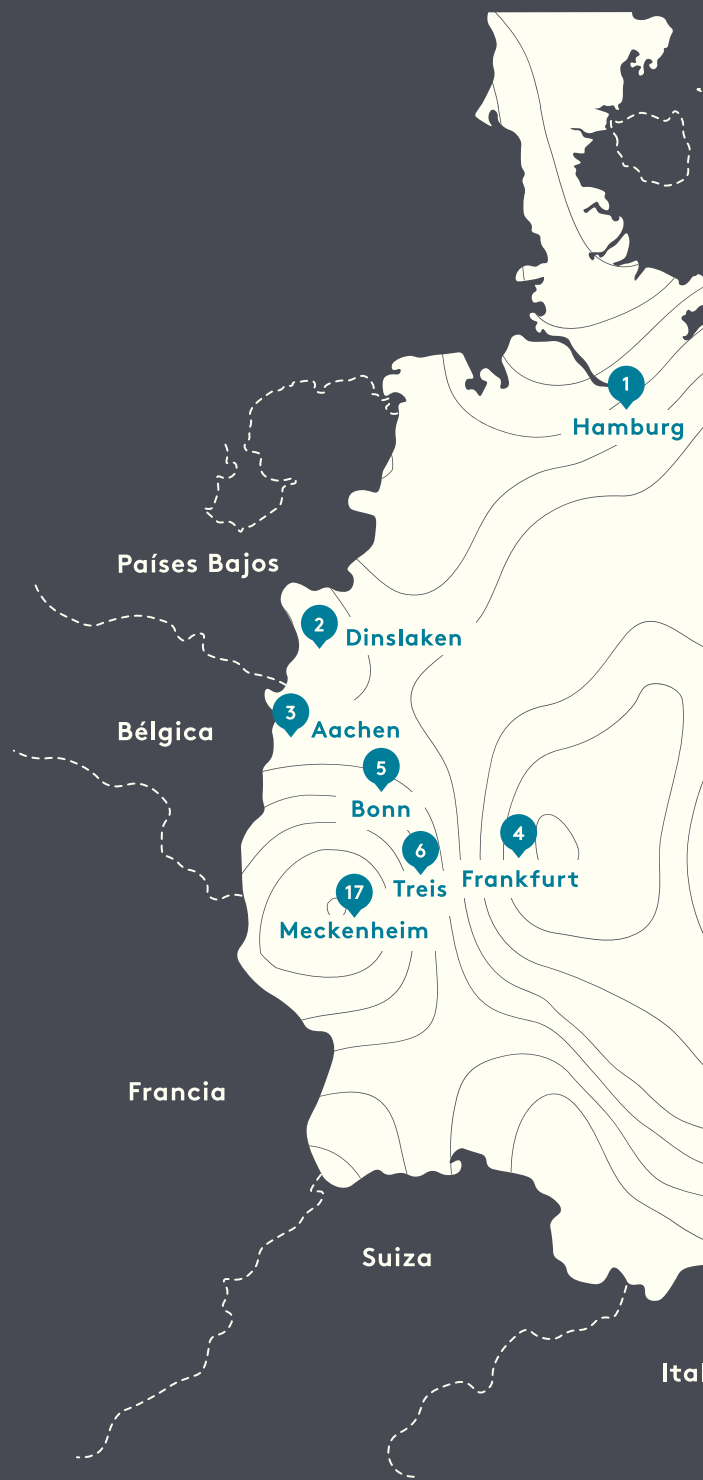 1
Hamburg
Países Bajos
2
Dinslaken
3
Aachen
Bélgica
5
Bonn
4
Frankfurt
6
Treis
17
Meckenheim
Francia
Suiza
Ital